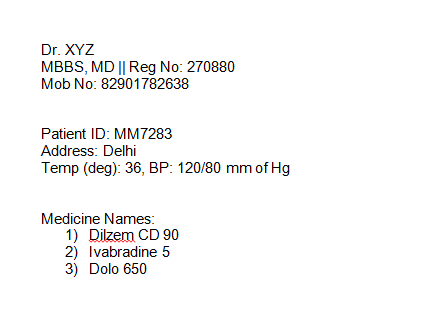 Dr. XYZ
MBBS, MD || Reg No: 270880
Mob No: 82901782638
Patient ID: MM7283
Address: Delhi
Temp (deg): 36, BP: 120/80 mm of Hg
Medicine Names:
1) Dilzem CD 90
2) Ivabradine 5
3) Dolo 650